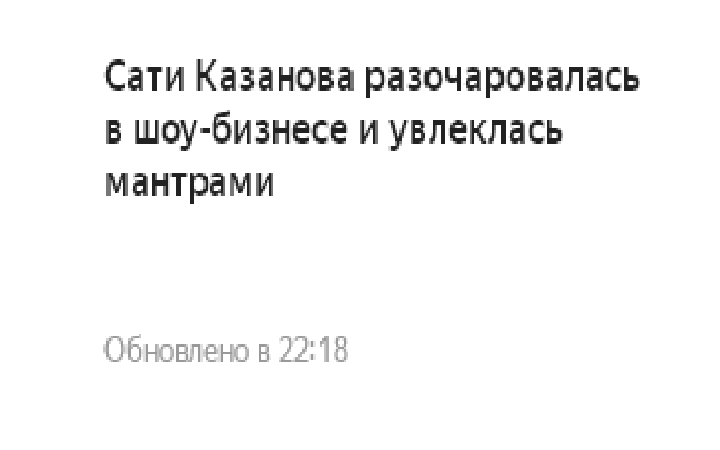 Сати Казанова разочаровалась
в шоу-бизнесе и увлеклась
мантрами
Обновлено в 22:18